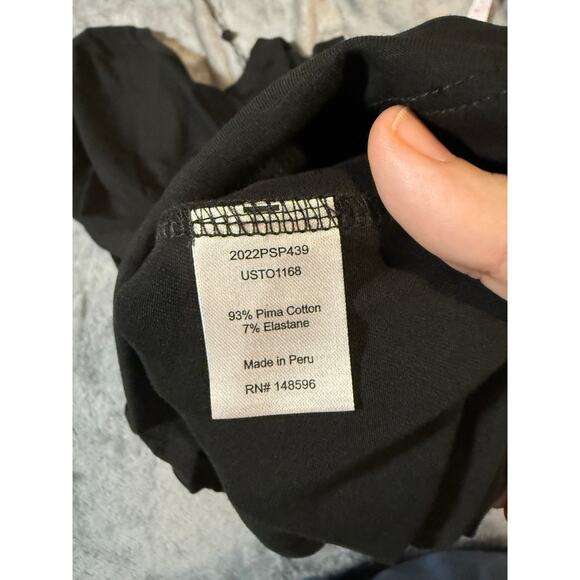 2022PSP439
USTO1168
93% Pima Cotton
7% Elastane
Made in Peru
RN# 148596